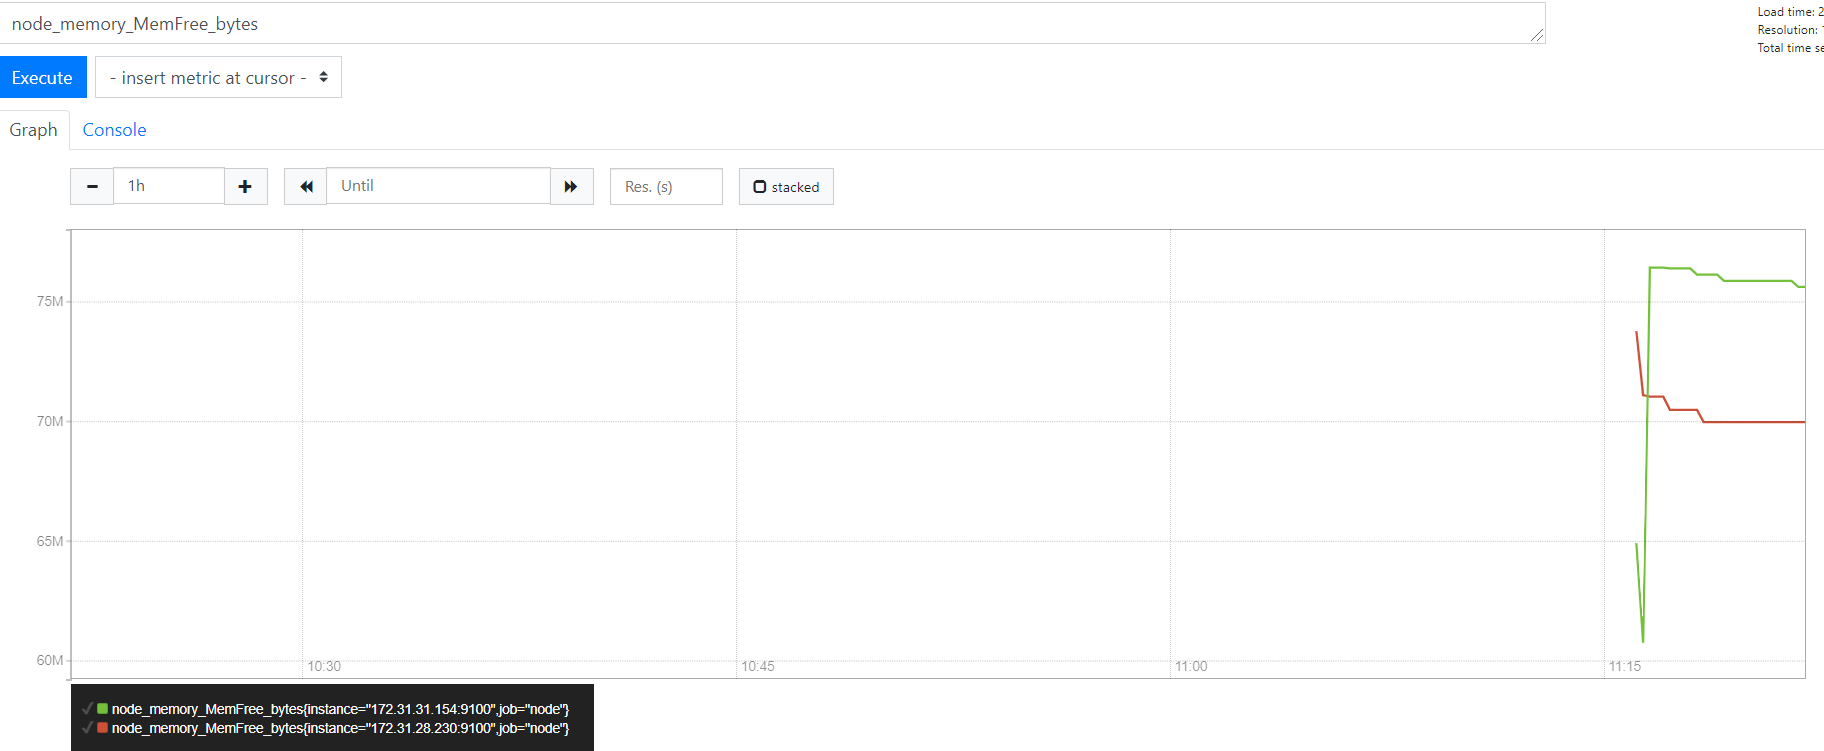 node_memory_MemFree_bytes
Load time: 2
Resolution: 1
Total time se
Execute
- insert metric at cursor -
Graph
Console
1h
Until
Res. (s)
stacked
75M
70M
65M
60M
10:30
10:45
11:00
11:15
node_memory_MemFree_bytes{instance="172.31.31.154:9100",job="node"}
node_memory_MemFree_bytes{instance="172.31.28.230:9100",job="node"}